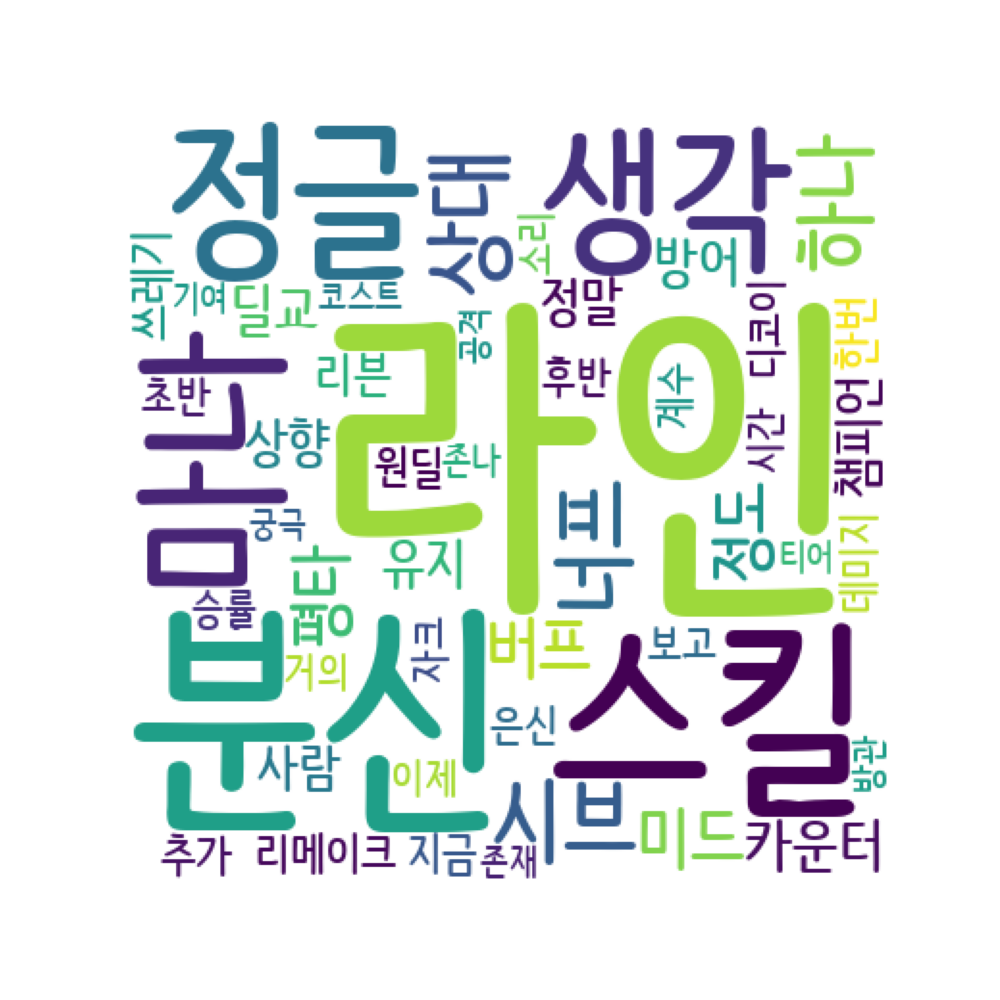 정글
생각
상대
하나
소리
방어
쓰레기
기여
딜교
코스트
공격
정말
디코이
한번
라인
몸나
초반
리븐
후반
계수
시간
챔피언
상향
원딜
존나
궁극
유지
너프
정도
티어
데미지
승률
평타
분신
거의
자크
버프
보고
스킬
은신
방관
사람
이제
시브
미드
카운터
추가
리메이크
지금
존재